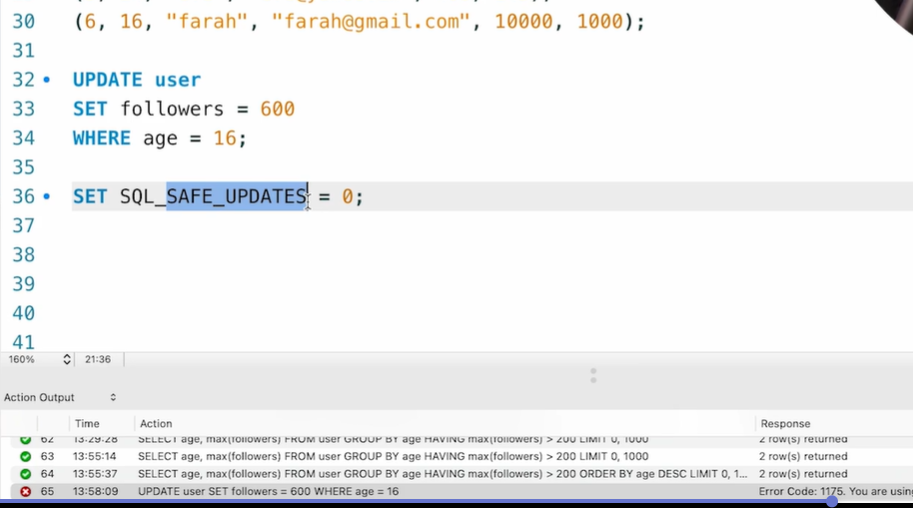 30 (6, 16, "farah", "farah@gmail.com", 10000, 1000);
31
32 UPDATE user
33 SET followers = 600
34 WHERE age = 16;
35
36 SET SQL_SAFE_UPDATES = 0;
37
38
39
40
41
160% 21:36
Action Output
Time Action Response
62 13:29:28 SELECT age, max(followers) FROM user GROUP BY age HAVING max(followers) > 200 LIMIT 0, 1000 2 row(s) returned
63 13:55:14 SELECT age, max(followers) FROM user GROUP BY age HAVING max(followers) > 200 LIMIT 0, 1000 2 row(s) returned
64 13:55:37 SELECT age, max(followers) FROM user GROUP BY age HAVING max(followers) > 200 ORDER BY age DESC LIMIT 0, 1... 2 row(s) returned
65 13:58:09 UPDATE user SET followers = 600 WHERE age = 16 Error Code: 1175. You are using